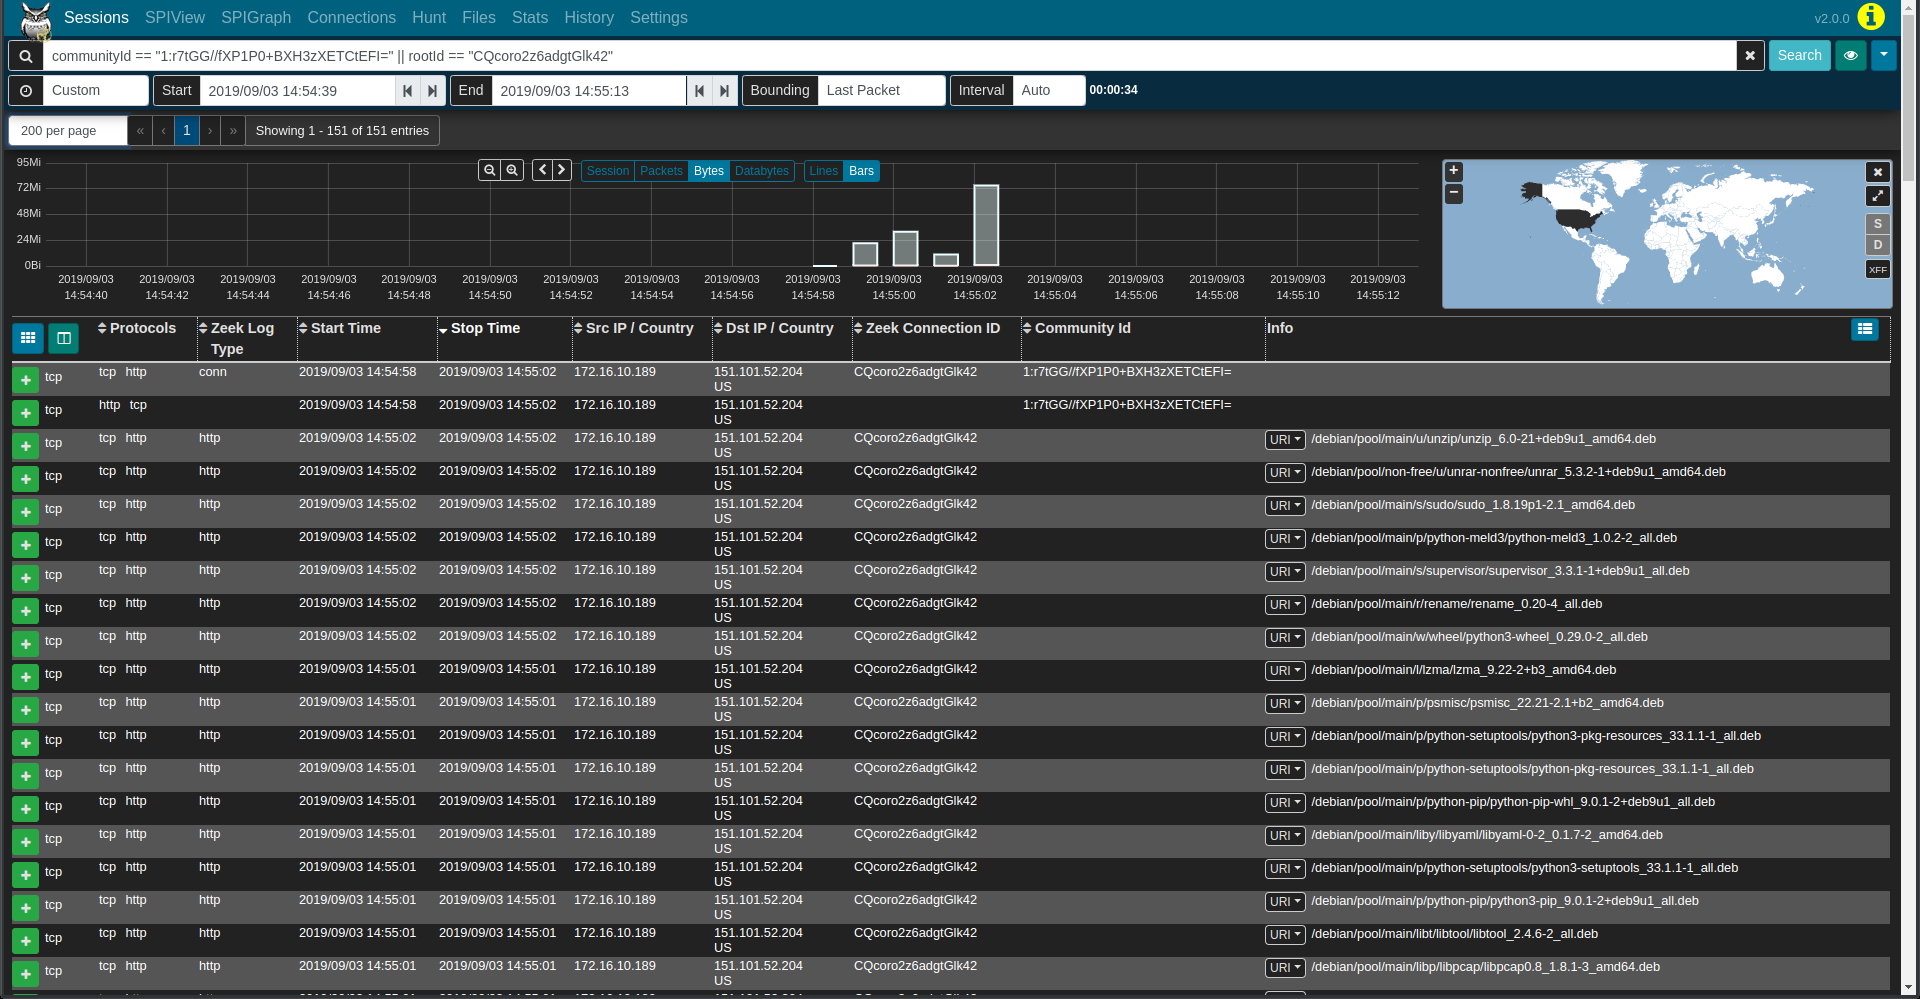 Sessions SPIView SPIGraph Connections Hunt Files Stats History Settings v2.0.0 i
communityId == "1:r7tGG//fXP1P0+BXH3zXETCtEFI=" || rootId == "CQcoro2z6adgtGlk42" Search
Custom Start 2019/09/03 14:54:39 End 2019/09/03 14:55:13 Bounding Last Packet Interval Auto 00:00:34
200 per page « ‹ 1 › » Showing 1 - 151 of 151 entries
Session Packets Bytes Databytes Lines Bars
95Mi
72Mi
48Mi
24Mi
0Bi
2019/09/03 2019/09/03 2019/09/03 2019/09/03 2019/09/03 2019/09/03 2019/09/03 2019/09/03 2019/09/03 2019/09/03 2019/09/03 2019/09/03 2019/09/03 2019/09/03 2019/09/03 2019/09/03 2019/09/03
14:54:40 14:54:42 14:54:44 14:54:46 14:54:48 14:54:50 14:54:52 14:54:54 14:54:56 14:54:58 14:55:00 14:55:02 14:55:04 14:55:06 14:55:08 14:55:10 14:55:12
+
−
S
D
XFF
Protocols Zeek Log Start Time Stop Time Src IP / Country Dst IP / Country Zeek Connection ID Community Id Info
Type
tcp tcp http conn 2019/09/03 14:54:58 2019/09/03 14:55:02 172.16.10.189 151.101.52.204 CQcoro2z6adgtGlk42 1:r7tGG//fXP1P0+BXH3zXETCtEFI=
US
tcp http tcp 2019/09/03 14:54:58 2019/09/03 14:55:02 172.16.10.189 151.101.52.204 1:r7tGG//fXP1P0+BXH3zXETCtEFI=
US
tcp tcp http http 2019/09/03 14:55:02 2019/09/03 14:55:02 172.16.10.189 151.101.52.204 CQcoro2z6adgtGlk42 URI /debian/pool/main/u/unzip/unzip_6.0-21+deb9u1_amd64.deb
US
tcp tcp http http 2019/09/03 14:55:02 2019/09/03 14:55:02 172.16.10.189 151.101.52.204 CQcoro2z6adgtGlk42 URI /debian/pool/non-free/u/unrar-nonfree/unrar_5.3.2-1+deb9u1_amd64.deb
US
tcp tcp http http 2019/09/03 14:55:02 2019/09/03 14:55:02 172.16.10.189 151.101.52.204 CQcoro2z6adgtGlk42 URI /debian/pool/main/s/sudo/sudo_1.8.19p1-2.1_amd64.deb
US
tcp tcp http http 2019/09/03 14:55:02 2019/09/03 14:55:02 172.16.10.189 151.101.52.204 CQcoro2z6adgtGlk42 URI /debian/pool/main/p/python-meld3/python-meld3_1.0.2-2_all.deb
US
tcp tcp http http 2019/09/03 14:55:02 2019/09/03 14:55:02 172.16.10.189 151.101.52.204 CQcoro2z6adgtGlk42 URI /debian/pool/main/s/supervisor/supervisor_3.3.1-1+deb9u1_all.deb
US
tcp tcp http http 2019/09/03 14:55:02 2019/09/03 14:55:02 172.16.10.189 151.101.52.204 CQcoro2z6adgtGlk42 URI /debian/pool/main/r/rename/rename_0.20-4_all.deb
US
tcp tcp http http 2019/09/03 14:55:02 2019/09/03 14:55:02 172.16.10.189 151.101.52.204 CQcoro2z6adgtGlk42 URI /debian/pool/main/w/wheel/python3-wheel_0.29.0-2_all.deb
US
tcp tcp http http 2019/09/03 14:55:01 2019/09/03 14:55:01 172.16.10.189 151.101.52.204 CQcoro2z6adgtGlk42 URI /debian/pool/main/l/lzma/lzma_9.22-2+b3_amd64.deb
US
tcp tcp http http 2019/09/03 14:55:01 2019/09/03 14:55:01 172.16.10.189 151.101.52.204 CQcoro2z6adgtGlk42 URI /debian/pool/main/p/psmisc/psmisc_22.21-2.1+b2_amd64.deb
US
tcp tcp http http 2019/09/03 14:55:01 2019/09/03 14:55:01 172.16.10.189 151.101.52.204 CQcoro2z6adgtGlk42 URI /debian/pool/main/p/python-setuptools/python3-pkg-resources_33.1.1-1_all.deb
US
tcp tcp http http 2019/09/03 14:55:01 2019/09/03 14:55:01 172.16.10.189 151.101.52.204 CQcoro2z6adgtGlk42 URI /debian/pool/main/p/python-setuptools/python-pkg-resources_33.1.1-1_all.deb
US
tcp tcp http http 2019/09/03 14:55:01 2019/09/03 14:55:01 172.16.10.189 151.101.52.204 CQcoro2z6adgtGlk42 URI /debian/pool/main/p/python-pip/python-pip-whl_9.0.1-2+deb9u1_all.deb
US
tcp tcp http http 2019/09/03 14:55:01 2019/09/03 14:55:01 172.16.10.189 151.101.52.204 CQcoro2z6adgtGlk42 URI /debian/pool/main/liby/libyaml/libyaml-0-2_0.1.7-2_amd64.deb
US
tcp tcp http http 2019/09/03 14:55:01 2019/09/03 14:55:01 172.16.10.189 151.101.52.204 CQcoro2z6adgtGlk42 URI /debian/pool/main/p/python-setuptools/python3-setuptools_33.1.1-1_all.deb
US
tcp tcp http http 2019/09/03 14:55:01 2019/09/03 14:55:01 172.16.10.189 151.101.52.204 CQcoro2z6adgtGlk42 URI /debian/pool/main/p/python-pip/python3-pip_9.0.1-2+deb9u1_all.deb
US
tcp tcp http http 2019/09/03 14:55:01 2019/09/03 14:55:01 172.16.10.189 151.101.52.204 CQcoro2z6adgtGlk42 URI /debian/pool/main/libt/libtool/libtool_2.4.6-2_all.deb
US
tcp tcp http http 2019/09/03 14:55:01 2019/09/03 14:55:01 172.16.10.189 151.101.52.204 CQcoro2z6adgtGlk42 URI /debian/pool/main/libp/libpcap/libpcap0.8_1.8.1-3_amd64.deb
US